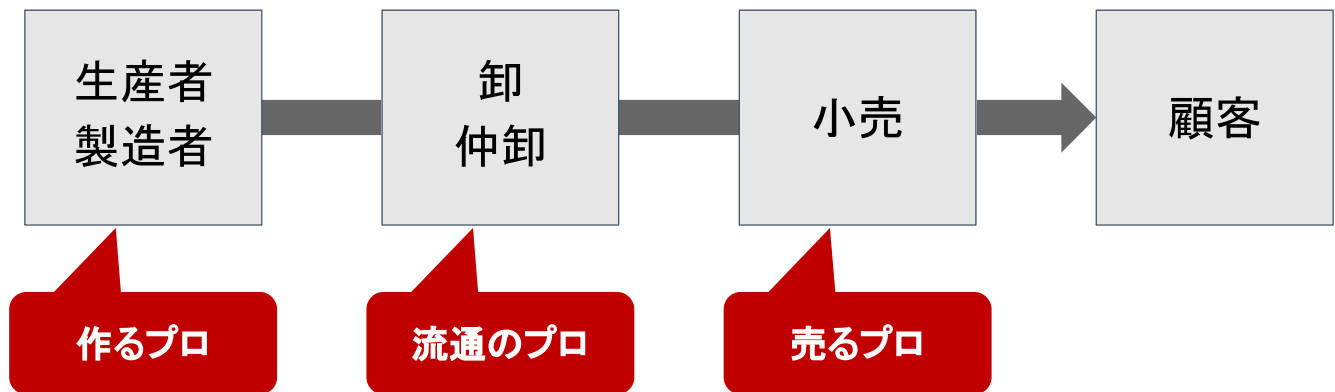 生産者
製造者
卸
仲卸
小売
顧客
作るプロ
流通のプロ
売るプロ